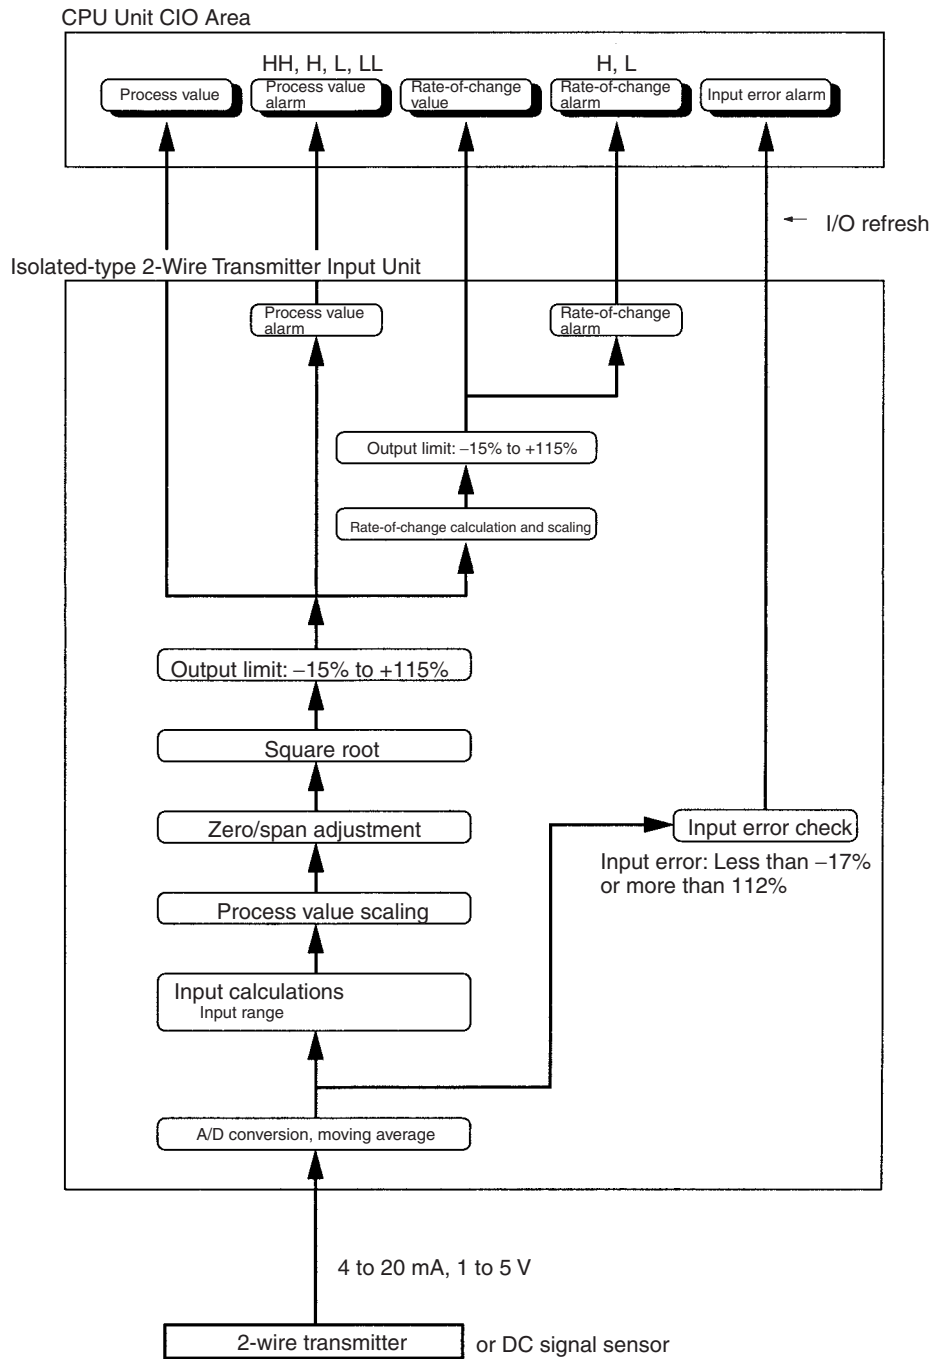 CPU Unit CIO Area
HH, H, L, LL
H, L
Process value
Process value
alarm
Rate-of-change
value
Rate-of-change
alarm
Input error alarm
I/O refresh
Isolated-type 2-Wire Transmitter Input Unit
Process value
alarm
Rate-of-change
alarm
Output limit: –15% to +115%
Rate-of-change calculation and scaling
Output limit: –15% to +115%
Square root
Zero/span adjustment
Input error check
Input error: Less than –17%
or more than 112%
Process value scaling
Input calculations
Input range
A/D conversion, moving average
4 to 20 mA, 1 to 5 V
2-wire transmitter
or DC signal sensor